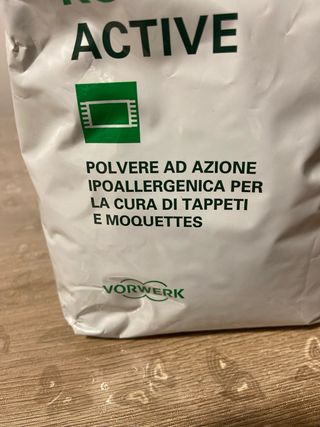 ACTIVE
POLVERE AD AZIONE
IPOALLERGENICA PER
LA CURA DI TAPPETI
E MOQUETTES
VORWERK